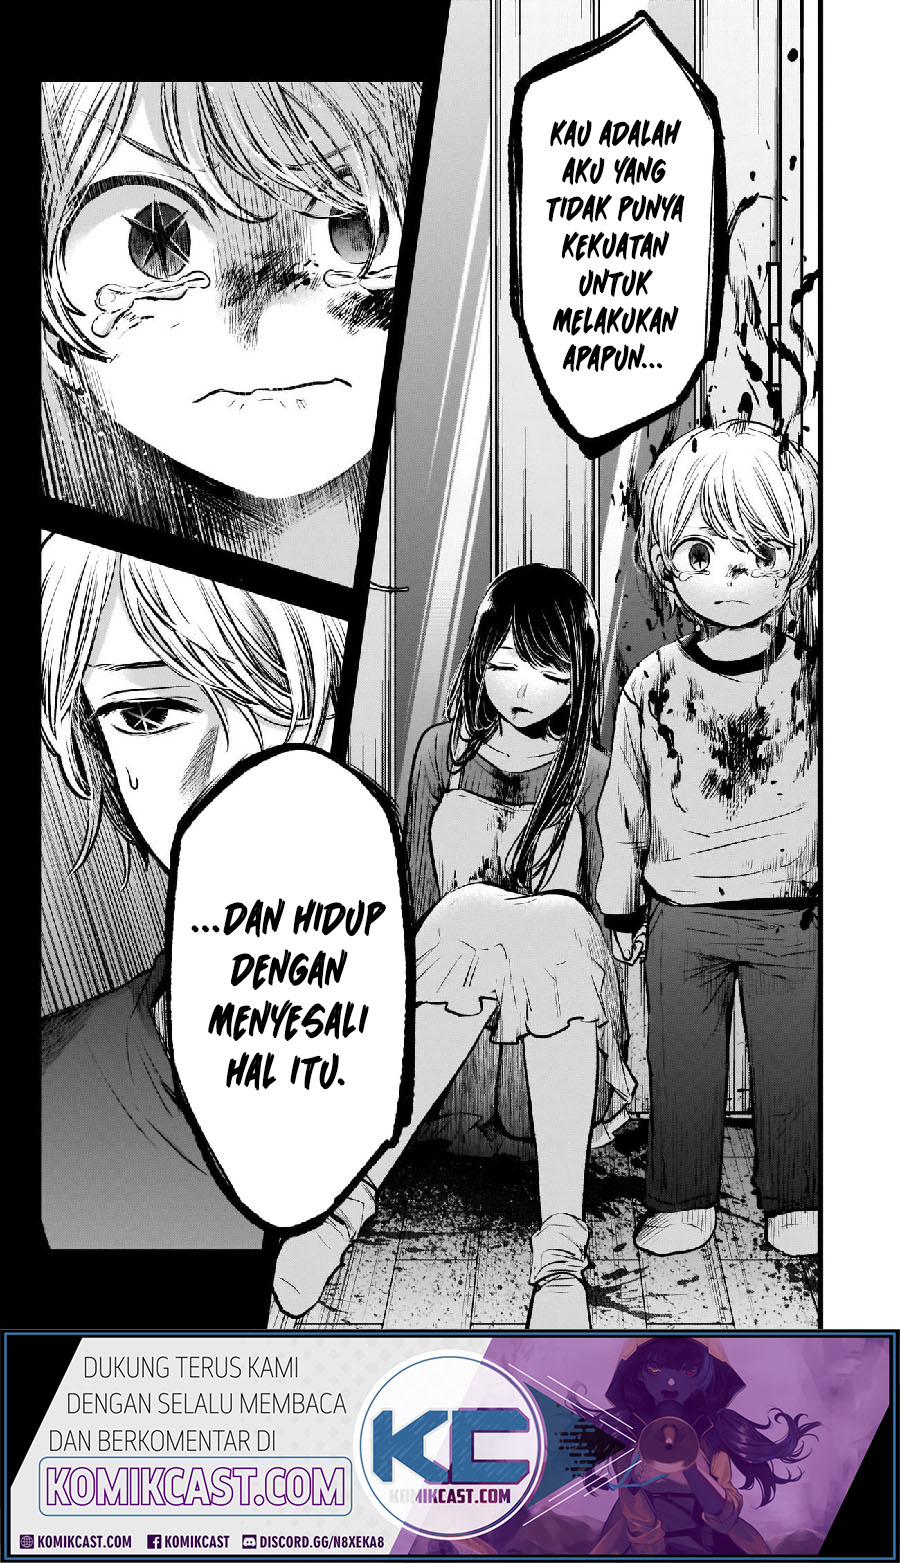 KAU ADALAH
AKU YANG
TIDAK PUNYA
KEKUATAN
UNTUK
MELAKUKAN
APAPUN...
...DAN HIDUP
DENGAN
MENYESALI
HAL ITU.
DUKUNG TERUS KAMI
DENGAN SELALU MEMBACA
DAN BERKOMENTAR DI
KOMIKCAST.COM
KOMIKCAST.COM KOMIKCAST DISCORD.GG/N8XEKA8
KC
KOMIKCAST.COM